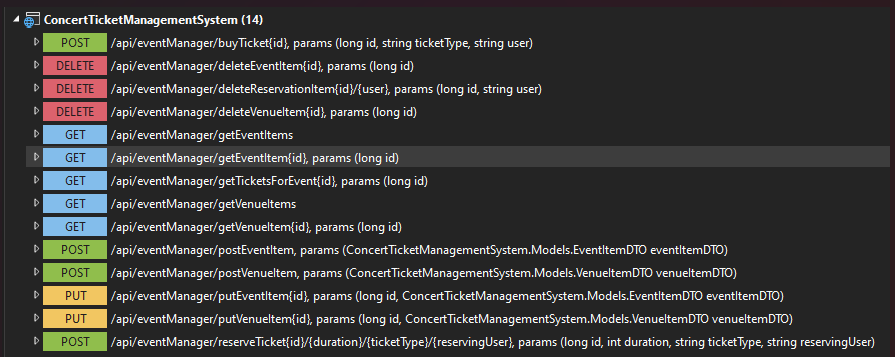 ConcertTicketManagementSystem (14)
POST /api/eventManager/buyTicket{id}, params (long id, string ticketType, string user)
DELETE /api/eventManager/deleteEventItem{id}, params (long id)
DELETE /api/eventManager/deleteReservationItem{id}/{user}, params (long id, string user)
DELETE /api/eventManager/deleteVenueItem{id}, params (long id)
GET /api/eventManager/getEventItems
GET /api/eventManager/getEventItem{id}, params (long id)
GET /api/eventManager/getTicketsForEvent{id}, params (long id)
GET /api/eventManager/getVenueItems
GET /api/eventManager/getVenueItem{id}, params (long id)
POST /api/eventManager/postEventItem, params (ConcertTicketManagementSystem.Models.EventItemDTO eventItemDTO)
POST /api/eventManager/postVenueItem, params (ConcertTicketManagementSystem.Models.VenueItemDTO venueItemDTO)
PUT /api/eventManager/putEventItem{id}, params (long id, ConcertTicketManagementSystem.Models.EventItemDTO eventItemDTO)
PUT /api/eventManager/putVenueItem{id}, params (long id, ConcertTicketManagementSystem.Models.VenueItemDTO venueItemDTO)
POST /api/eventManager/reserveTicket{id}/{duration}/{ticketType}/{reservingUser}, params (long id, int duration, string ticketType, string reservingUser)